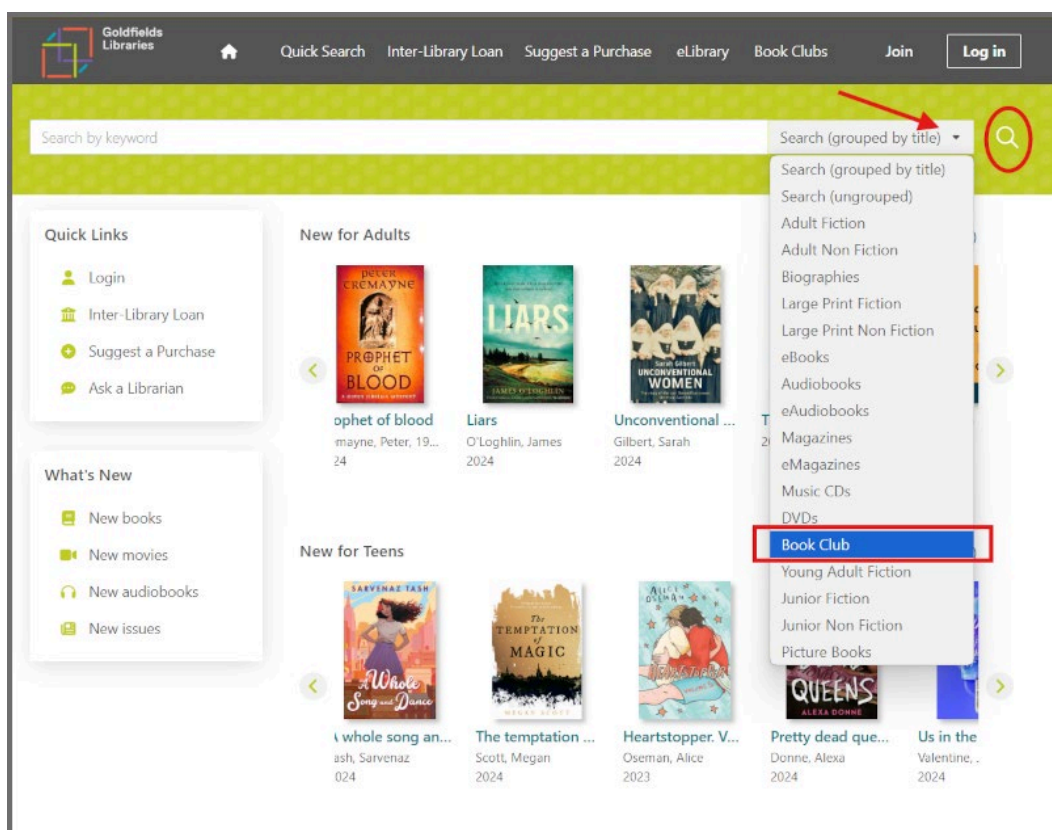 Goldfields
Libraries
Quick Search Inter-Library Loan Suggest a Purchase eLibrary Book Clubs Join Log in
Search by keyword
Search (grouped by title)
Search (grouped by title)
Search (ungrouped)
Adult Fiction
Adult Non Fiction
Biographies
Large Print Fiction
Large Print Non Fiction
eBooks
Audiobooks
eAudiobooks
Magazines
eMagazines
Music CDs
DVDs
Book Club
Young Adult Fiction
Junior Fiction
Junior Non Fiction
Picture Books
Quick Links
Login
Inter-Library Loan
Suggest a Purchase
Ask a Librarian
What's New
New books
New movies
New audiobooks
New issues
New for Adults
PETER
TREMAYNE
PROPHET
OF
BLOOD
LIARS
JAMES O'LOGHLIN
Sarah Gilbert
UNCONVENTIONAL
WOMEN
ophet of blood
emayne, Peter, 19...
24
Liars
O'Loghlin, James
2024
Unconventional ...
Gilbert, Sarah
2024
New for Teens
SARVENAZ TASH
A Whole
Song and Dance
The
TEMPTATION
of
MAGIC
MEGAN SCOTT
ALICE
OSEMAN
HEARTSTOPPER
QUEENS
ALEXA DONNE
whole song an...
ash, Sarvenaz
024
The temptation ...
Scott, Megan
2024
Heartstopper. V...
Oseman, Alice
2023
Pretty dead que...
Donne, Alexa
2024
Us in the
Valentine, .
2024